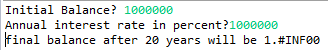 Initial Balance? 1000000
Annual interest rate in percent?1000000
final balance after 20 years will be 1.#INF00